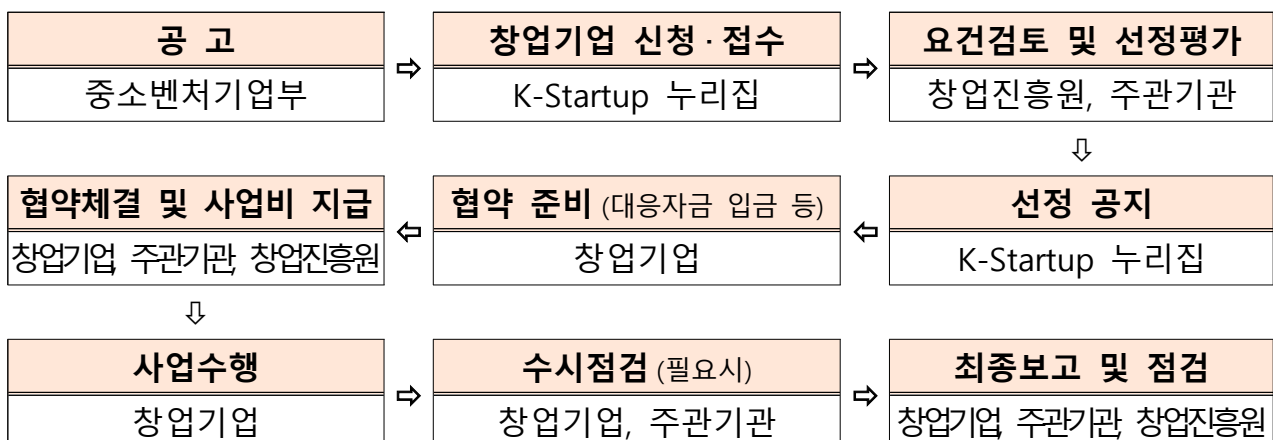 공 고
중소벤처기업부
⇨
창업기업 신청·접수
K-Startup 누리집
⇨
요건검토 및 선정평가
창업진흥원, 주관기관
⇩
선정 공지
K-Startup 누리집
⇦
협약 준비 (대응자금 입금 등)
창업기업
⇦
협약체결 및 사업비 지급
창업기업, 주관기관, 창업진흥원
⇩
사업수행
창업기업
⇨
수시점검 (필요시)
창업기업, 주관기관
⇨
최종보고 및 점검
창업기업, 주관기관, 창업진흥원